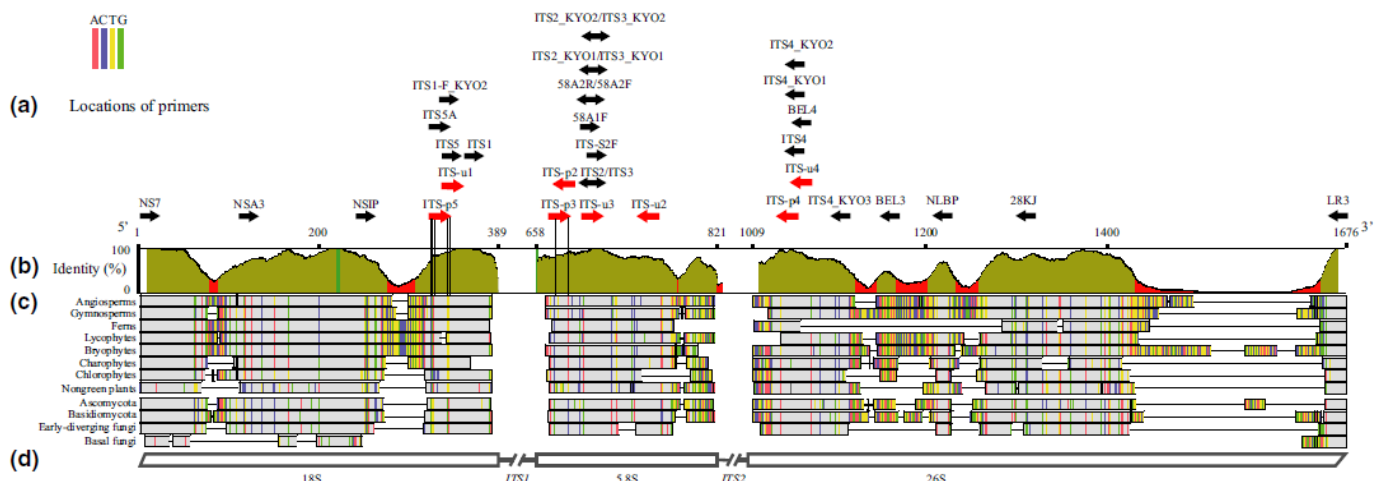 ACTG
ITS2_KYO2/ITS3_KYO2
ITS4_KYO2
ITS2_KYO1/ITS3_KYO1
ITS1-F_KYO2
58A2R/58A2F
ITS4_KYO1
(a) Locations of primers
ITS5A
58A1F
BEL4
ITS5 ITS1
ITS-S2F
ITS4
ITS-u1
ITS-p2 ITS2/ITS3
ITS-u4
NS7 NSA3 NSIP ITS-p5 ITS-p3 ITS-u3 ITS-u2 ITS-p4 ITS4_KYO3 BEL3 NLBP 28KJ LR3
5' 3'
1 200 389 658 821 1009 1200 1400 1676
(b) Identity (%)
100
0
(c)
Angiosperms
Gymnosperms
Ferns
Lycophytes
Bryophytes
Charophytes
Chlorophytes
Nongreen plants
Ascomycota
Basidiomycota
Early-diverging fungi
Basal fungi
(d)
18S ITS1 5.8S ITS2 26S